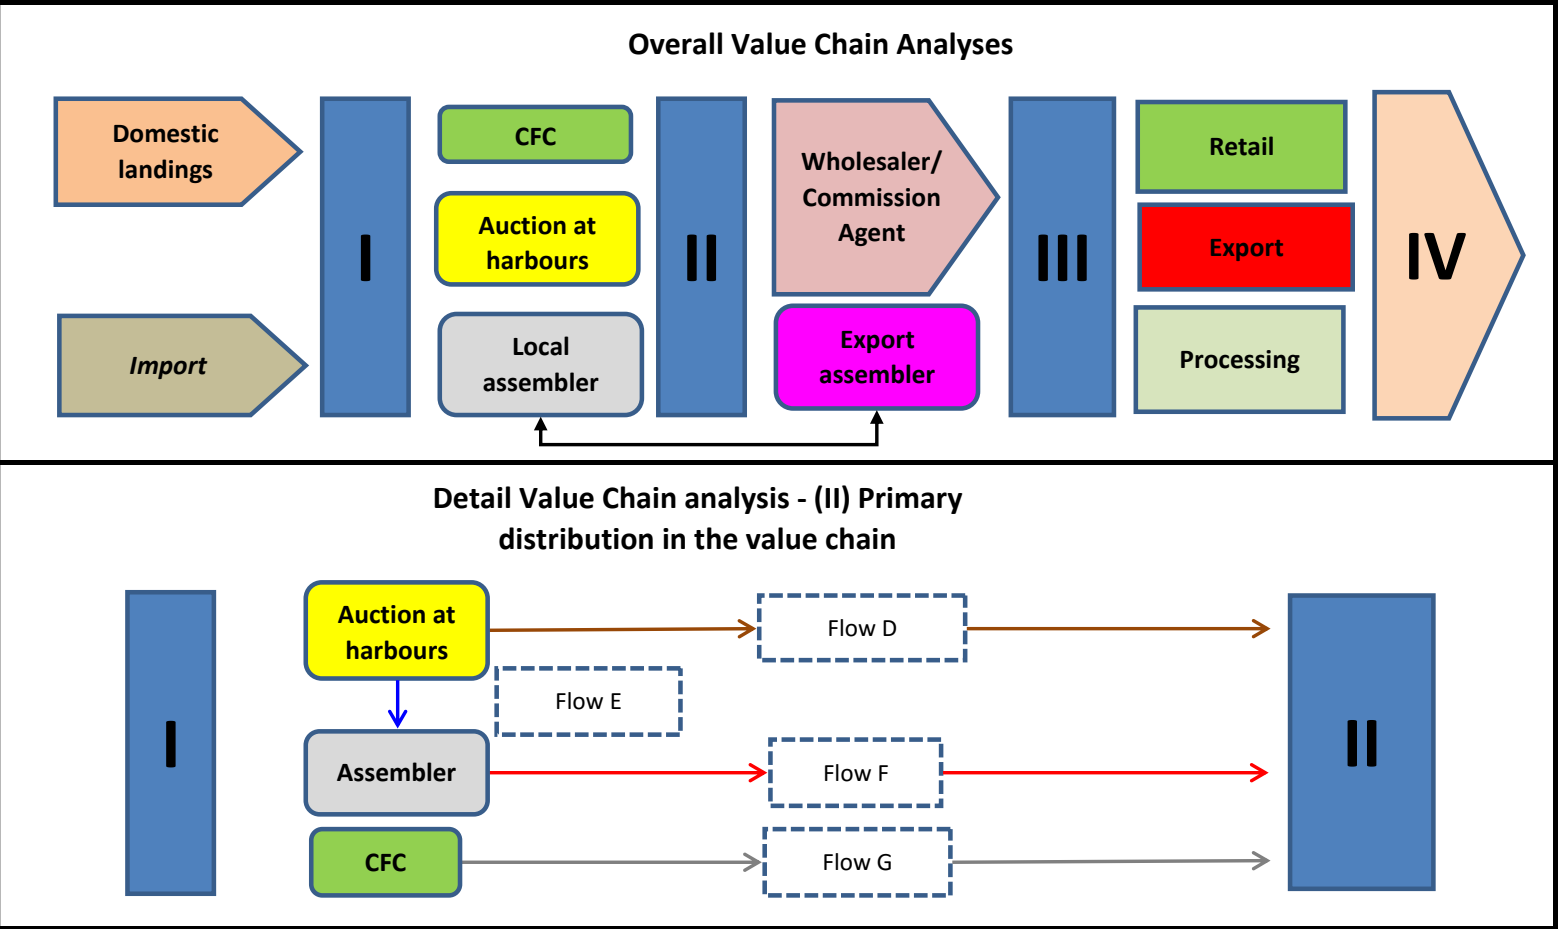 Overall Value Chain Analyses
Domestic
landings
Import
I
CFC
Auction at
harbours
Local
assembler
II
Wholesaler/
Commission
Agent
Export
assembler
III
Retail
Export
Processing
IV
Detail Value Chain analysis - (II) Primary
distribution in the value chain
I
Auction at
harbours
Flow D
Flow E
Assembler
Flow F
CFC
Flow G
II